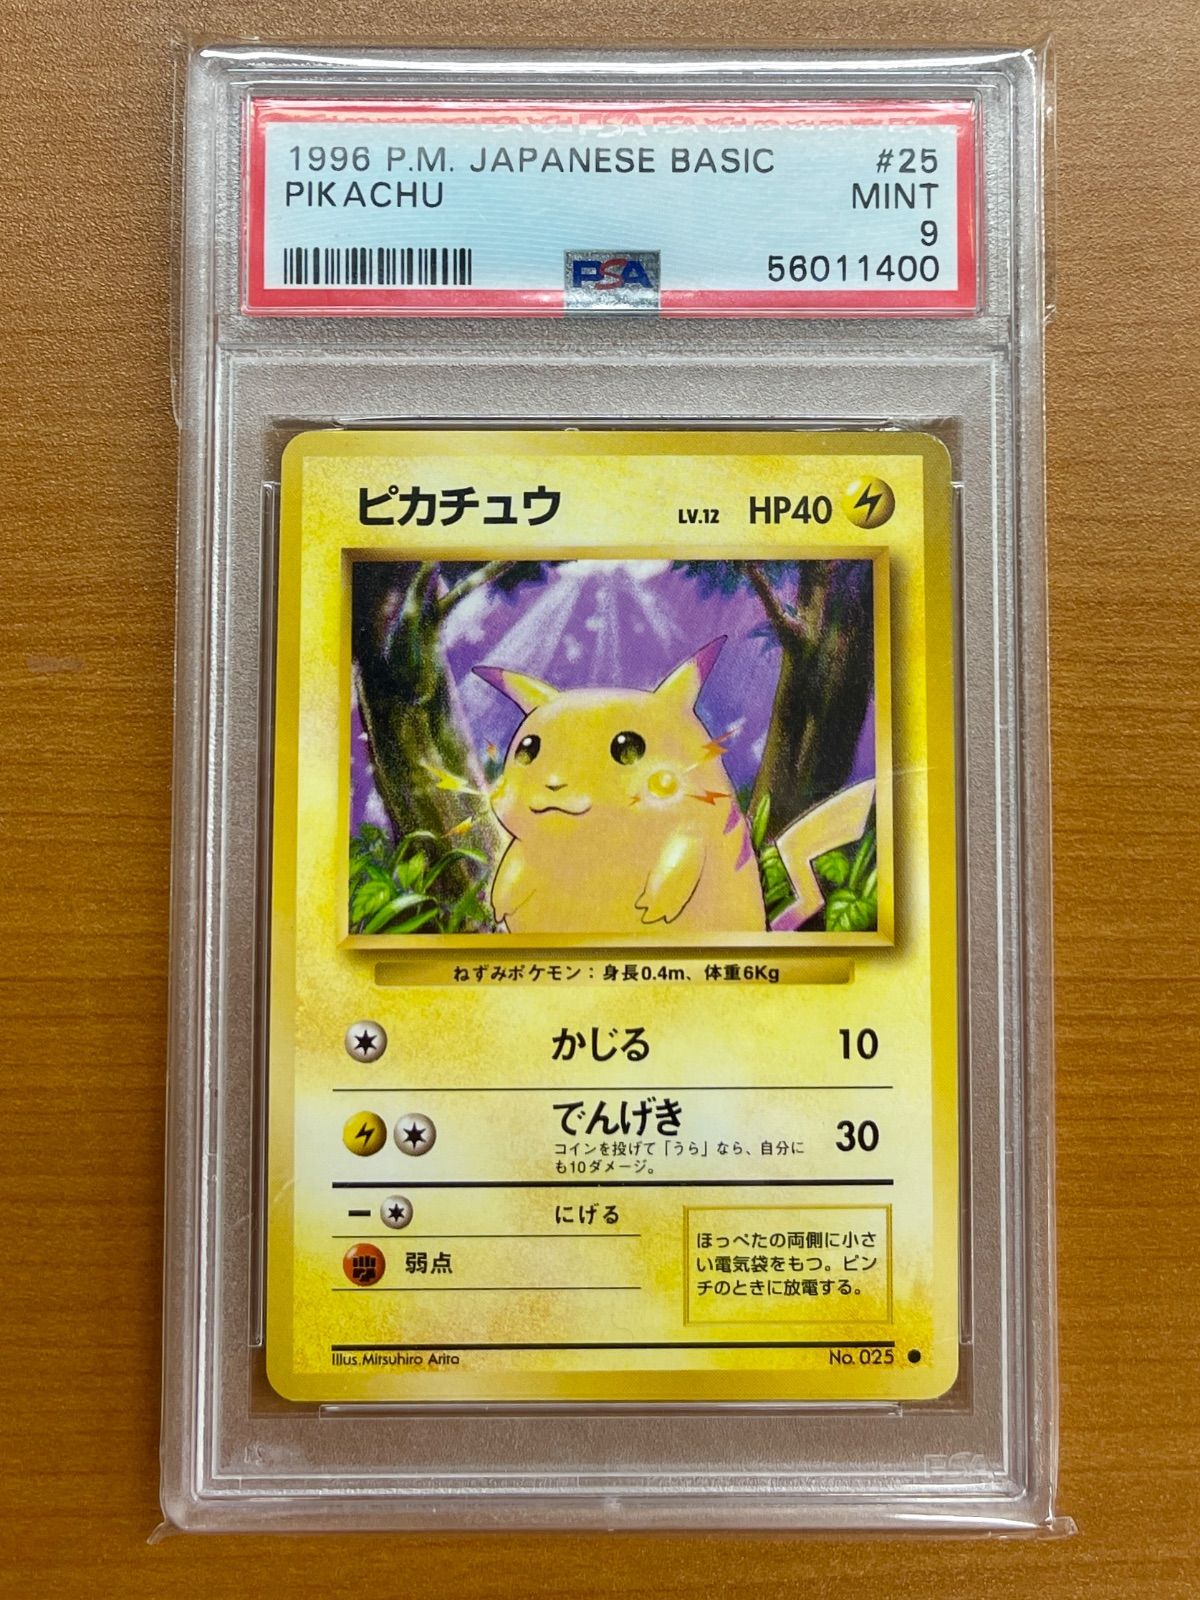 1996 P.M. JAPANESE BASIC #25
PIKACHU MINT
9
PSA 56011400
ピカチュウ LV.12 HP40
ねずみポケモン：身長0.4m、体重6Kg
かじる 10
でんげき 30
コインを投げて「うら」なら、自分に
も10ダメージ。
にげる
弱点
ほっぺたの両側に小さ
い電気袋をもつ。ピン
チのときに放電する。
Illus.Mitsuhiro Arita No. 025
PSA